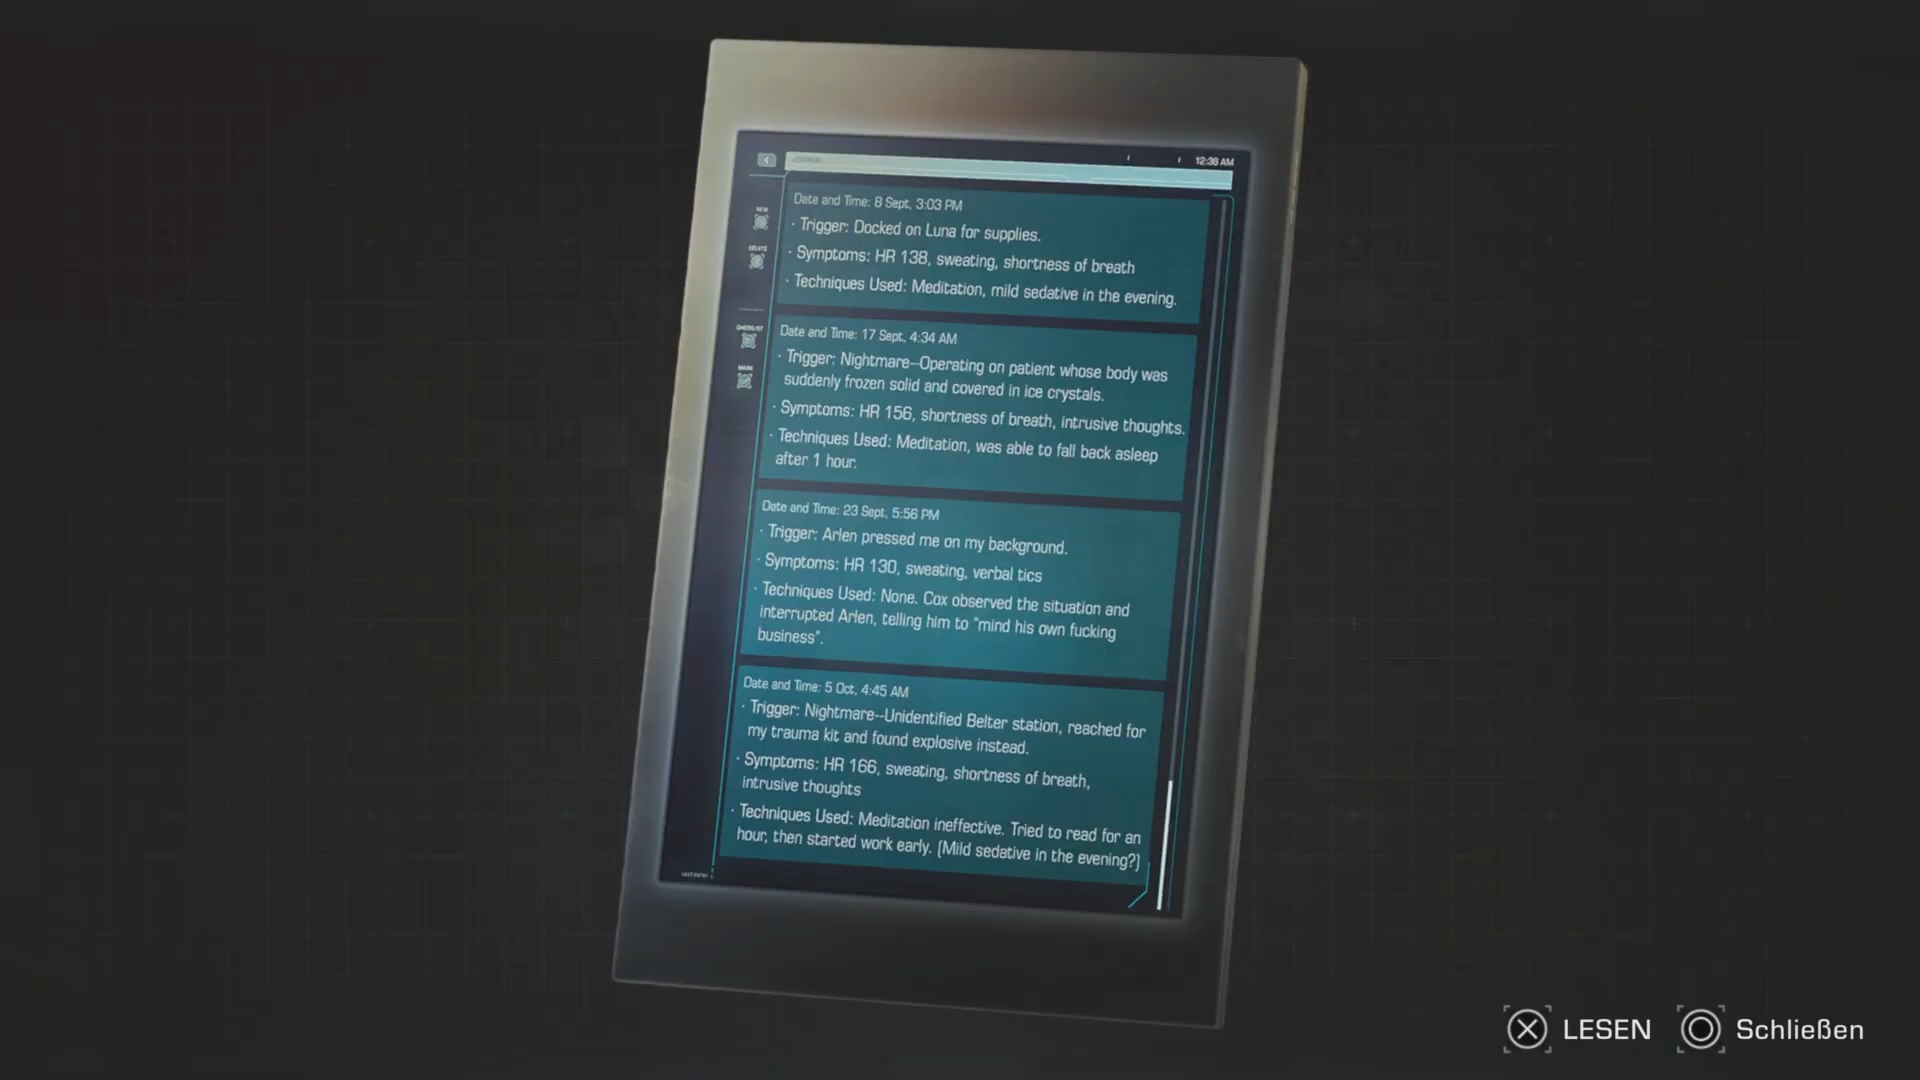 12:38 AM
NEW
DELETE
CHECKLIST
MARK
Date and Time: 8 Sept, 3:03 PM
· Trigger: Docked on Luna for supplies.
· Symptoms: HR 138, sweating, shortness of breath
· Techniques Used: Meditation, mild sedative in the evening.
Date and Time: 17 Sept, 4:34 AM
· Trigger: Nightmare--Operating on patient whose body was
suddenly frozen solid and covered in ice crystals.
· Symptoms: HR 156, shortness of breath, intrusive thoughts.
· Techniques Used: Meditation, was able to fall back asleep
after 1 hour.
Date and Time: 23 Sept, 5:56 PM
· Trigger: Arlen pressed me on my background.
· Symptoms: HR 130, sweating, verbal tics
· Techniques Used: None. Cox observed the situation and
interrupted Arlen, telling him to "mind his own fucking
business".
Date and Time: 5 Oct, 4:45 AM
· Trigger: Nightmare--Unidentified Belter station, reached for
my trauma kit and found explosive instead.
· Symptoms: HR 166, sweating, shortness of breath,
intrusive thoughts
· Techniques Used: Meditation ineffective. Tried to read for an
hour, then started work early. (Mild sedative in the evening?)
LAST ENTRY
LESEN
Schließen